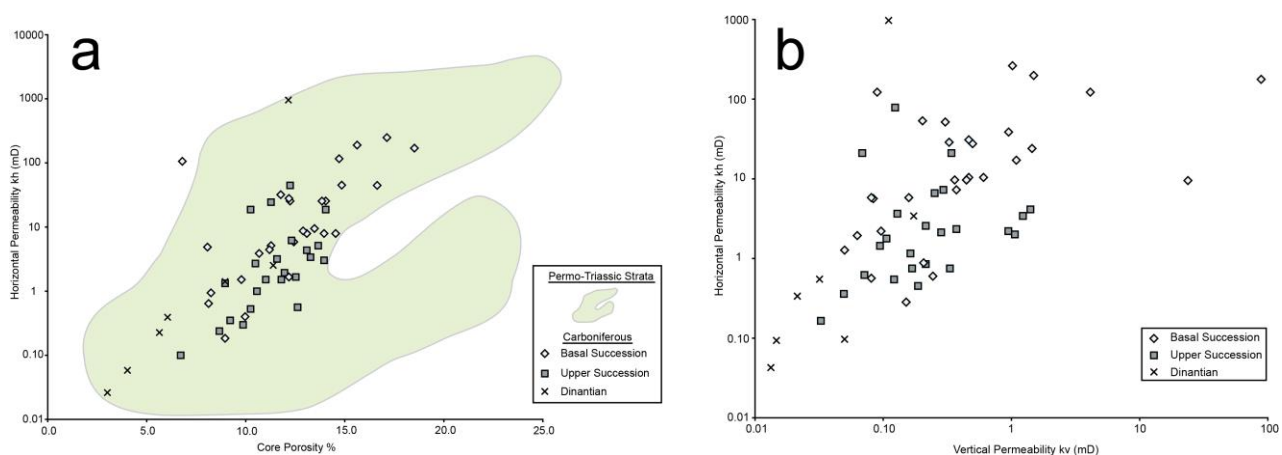 a
Horizontal Permeability kh (mD)
10000
1000
100
10
1
0.10
0.01
0.0
5.0
10.0
15.0
20.0
25.0
Core Porosity %
Permo-Triassic Strata
Carboniferous
Basal Succession
Upper Succession
Dinantian
b
Horizontal Permeability kh (mD)
1000
100
10
1
0.10
0.01
0.01
0.10
1
10
100
Vertical Permeability kv (mD)
Basal Succession
Upper Succession
Dinantian